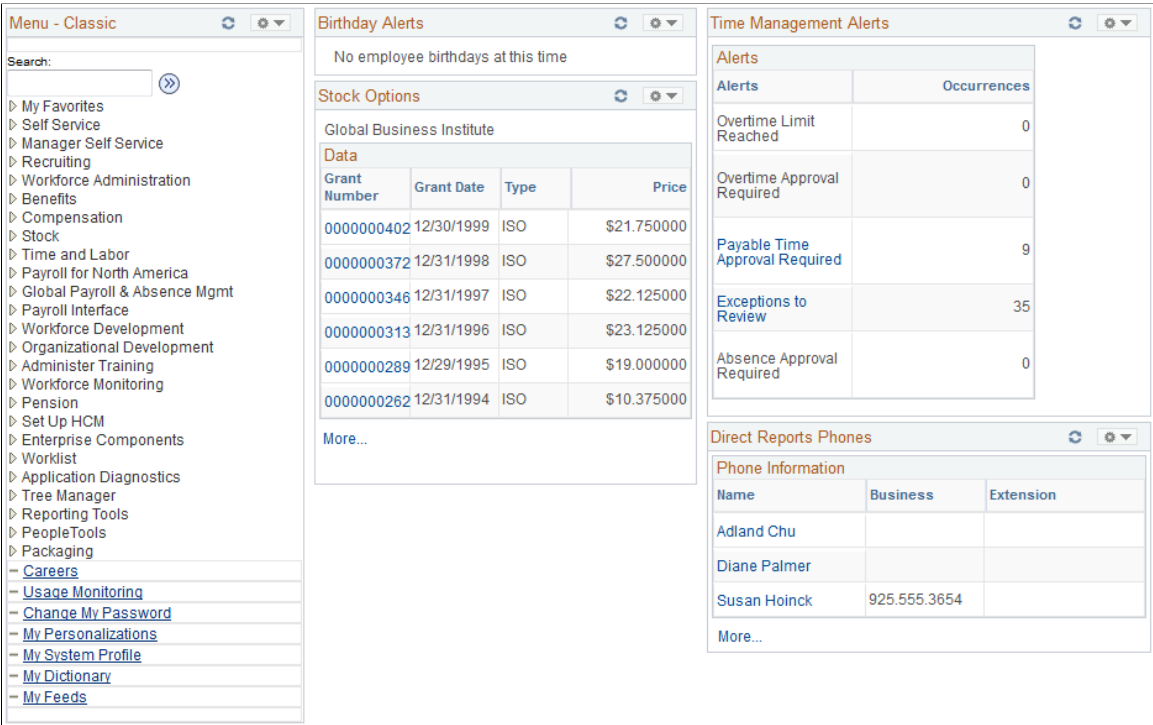 Menu - Classic
Search:
My Favorites
Self Service
Manager Self Service
Recruiting
Workforce Administration
Benefits
Compensation
Stock
Time and Labor
Payroll for North America
Global Payroll & Absence Mgmt
Payroll Interface
Workforce Development
Organizational Development
Administer Training
Workforce Monitoring
Pension
Set Up HCM
Enterprise Components
Worklist
Application Diagnostics
Tree Manager
Reporting Tools
PeopleTools
Packaging
Careers
Usage Monitoring
Change My Password
My Personalizations
My System Profile
My Dictionary
My Feeds
Birthday Alerts
No employee birthdays at this time
Stock Options
Global Business Institute
Data
Grant Number Grant Date Type Price
0000000402 12/30/1999 ISO $21.750000
0000000372 12/31/1998 ISO $27.500000
0000000346 12/31/1997 ISO $22.125000
0000000313 12/31/1996 ISO $23.125000
0000000289 12/29/1995 ISO $19.000000
0000000262 12/31/1994 ISO $10.375000
More...
Time Management Alerts
Alerts
Alerts Occurrences
Overtime Limit
Reached 0
Overtime Approval
Required 0
Payable Time
Approval Required 9
Exceptions to
Review 35
Absence Approval
Required 0
Direct Reports Phones
Phone Information
Name Business Extension
Adland Chu
Diane Palmer
Susan Hoinck 925.555.3654
More...